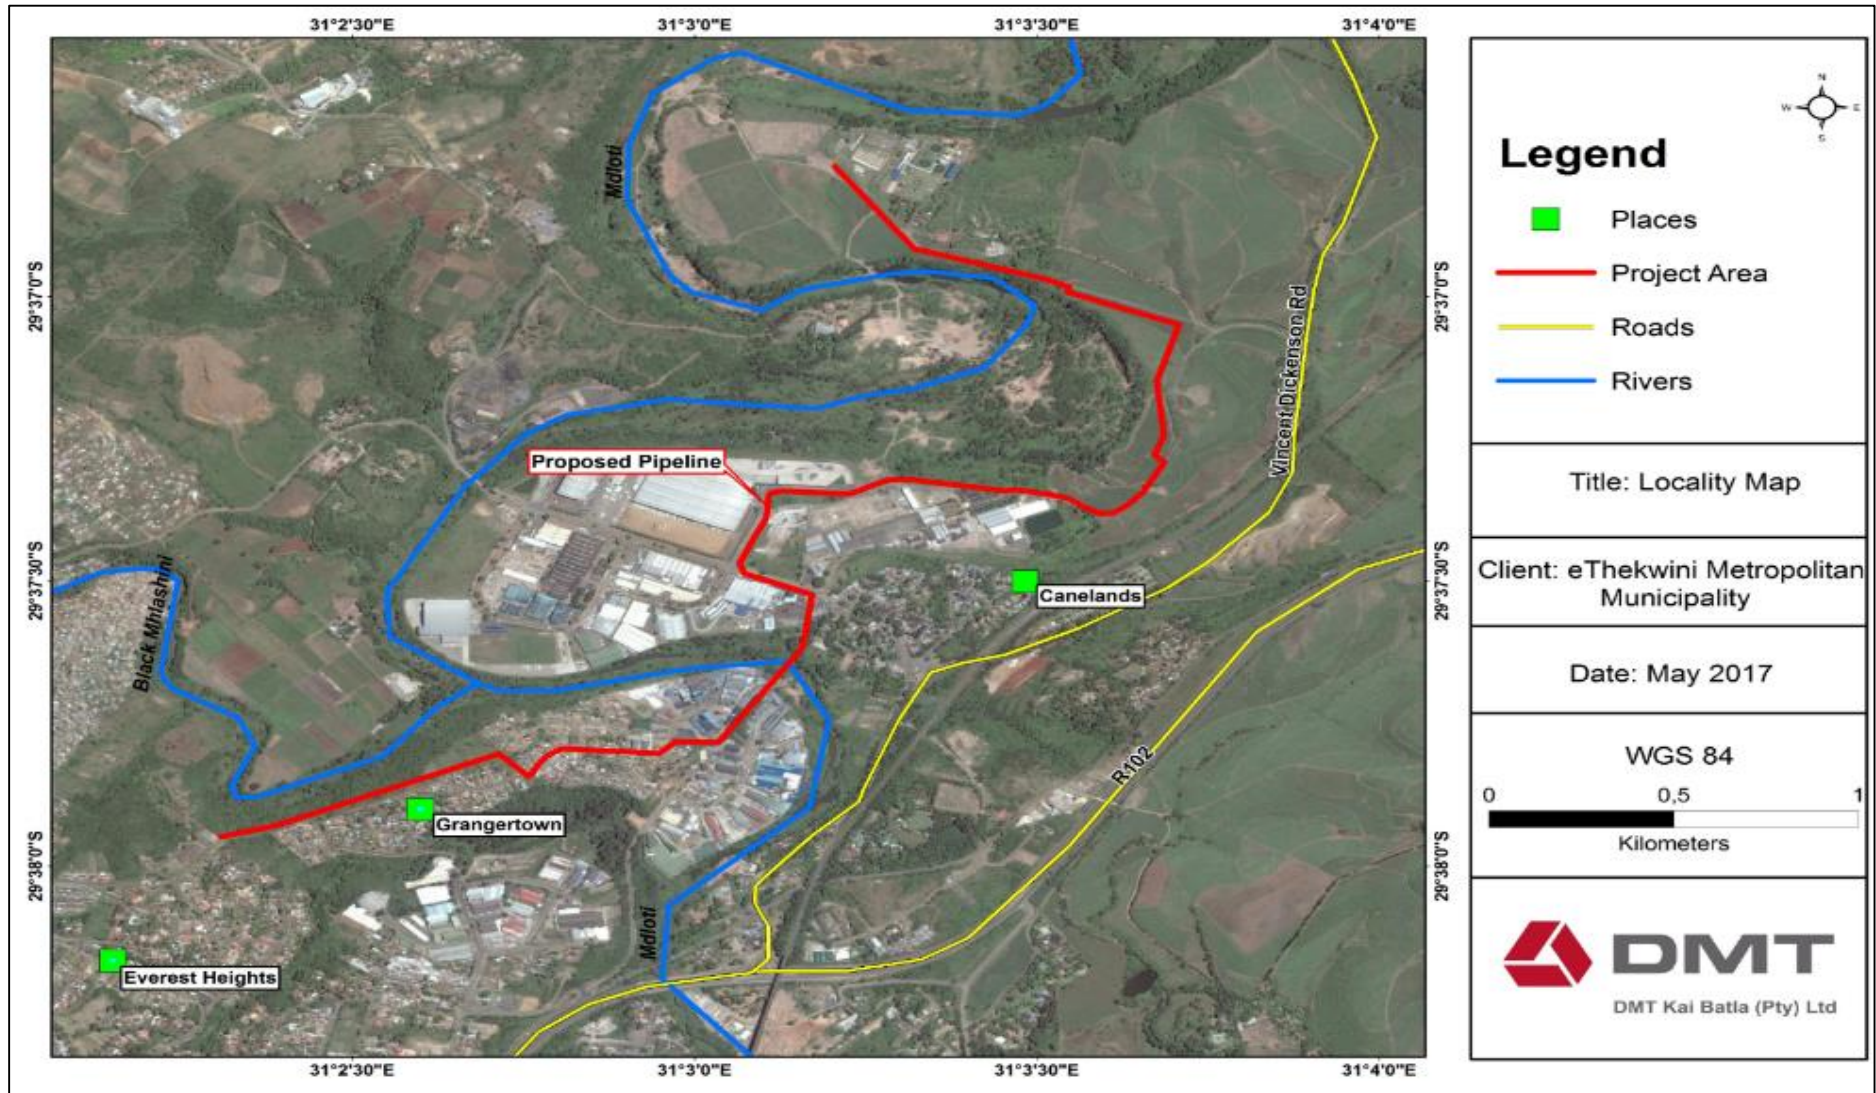 31°2'30"E
31°3'0"E
31°3'30"E
31°4'0"E
29°37'0"S
29°37'30"S
29°38'0"S
Mdloti
Vincent Dickenson Rd
Proposed Pipeline
Canelands
Black Mhlashini
Grangertown
R102
Mdloti
Everest Heights
29°37'0"S
29°37'30"S
29°38'0"S
31°2'30"E
31°3'0"E
31°3'30"E
31°4'0"E
N
W
E
S
Legend
Places
Project Area
Roads
Rivers
Title: Locality Map
Client: eThekwini Metropolitan
Municipality
Date: May 2017
WGS 84
0 0,5 1
Kilometers
DMT
DMT Kai Batla (Pty) Ltd